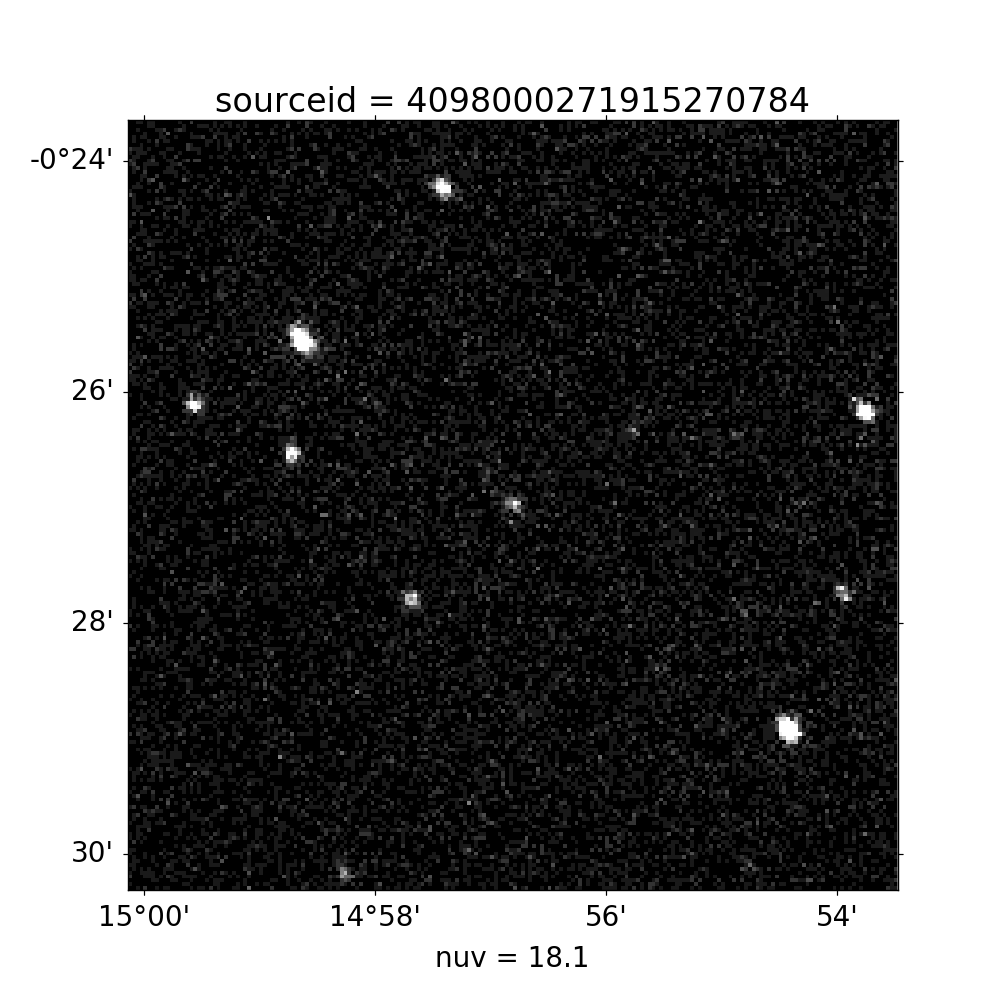 sourceid = 4098000271915270784
-0°24'
26'
28'
30'
15°00' 14°58' 56' 54'
nuv = 18.1